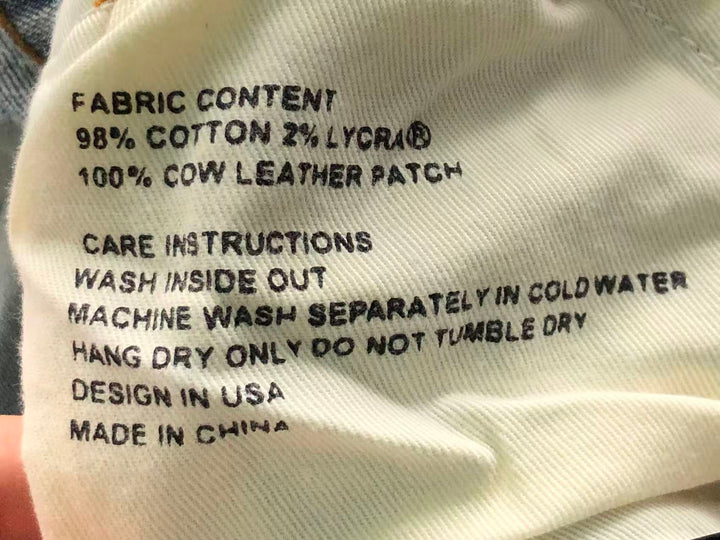 FABRIC CONTENT
98% COTTON 2% LYCRA®
100% COW LEATHER PATCH
CARE INSTRUCTIONS
WASH INSIDE OUT
MACHINE WASH SEPARATELY IN COLD WATER
HANG DRY ONLY DO NOT TUMBLE DRY
DESIGN IN USA
MADE IN CHINA